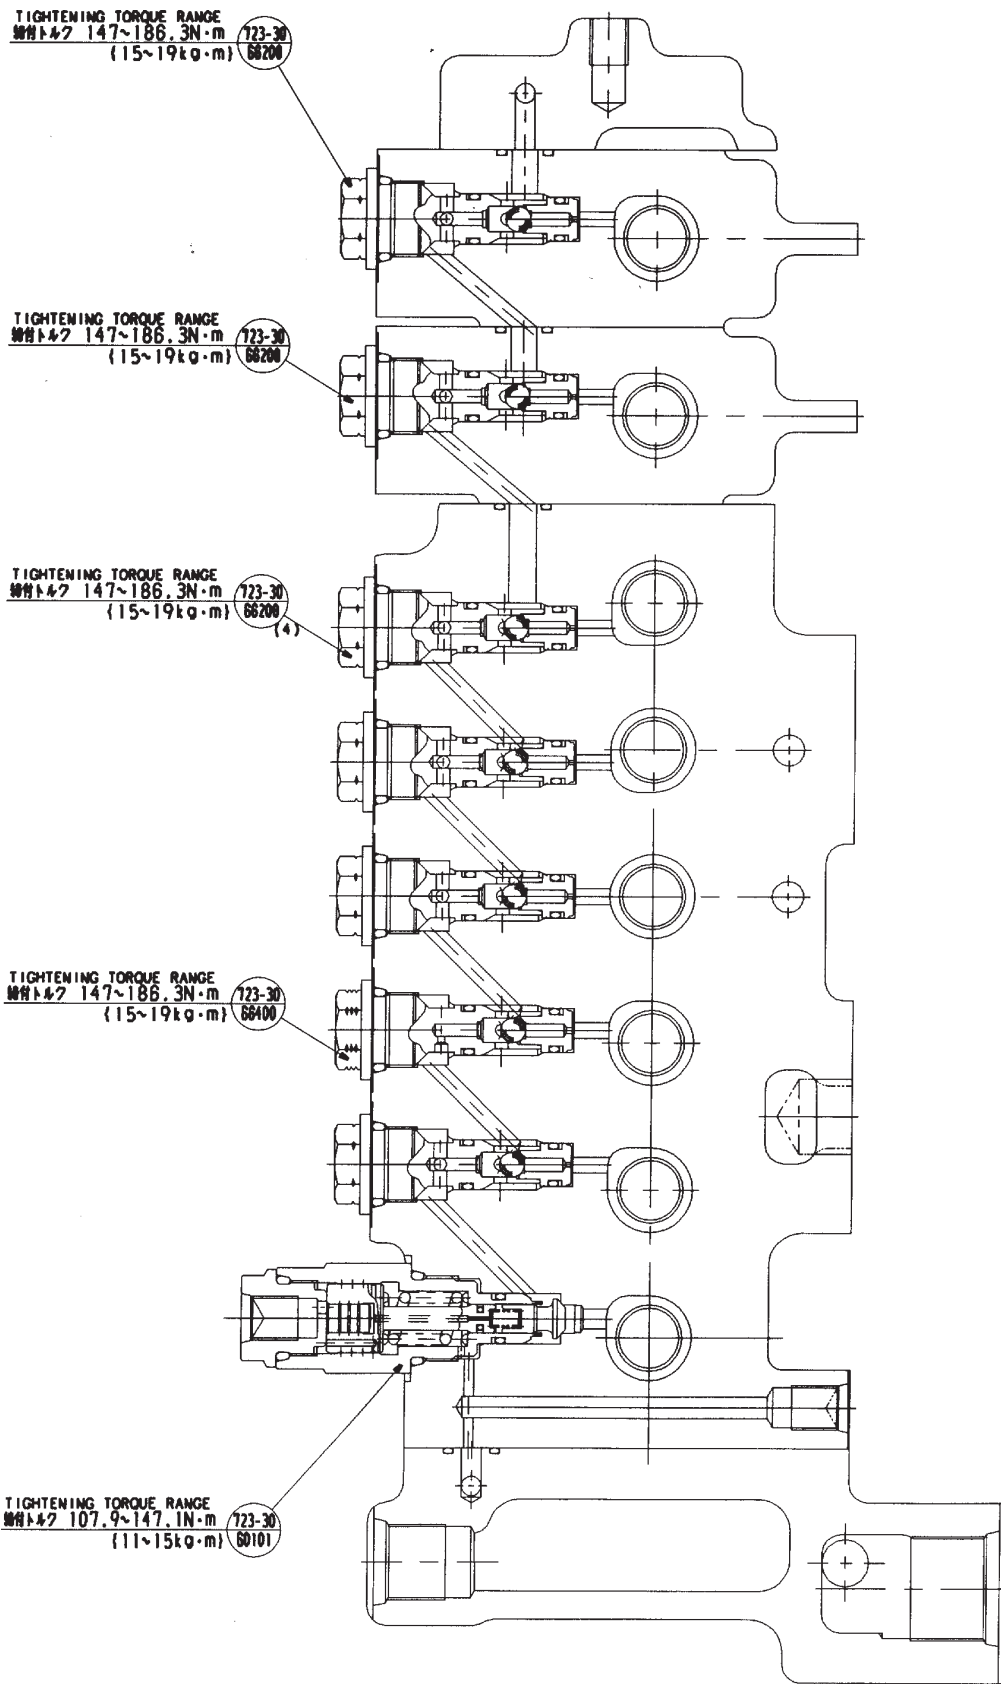 TIGHTENING TORQUE RANGE
締付トルク 147~186.3N·m
{15~19kg·m}
723-30
66200
TIGHTENING TORQUE RANGE
締付トルク 147~186.3N·m
{15~19kg·m}
723-30
66200
TIGHTENING TORQUE RANGE
締付トルク 147~186.3N·m
{15~19kg·m}
723-30
66200
(4)
TIGHTENING TORQUE RANGE
締付トルク 147~186.3N·m
{15~19kg·m}
723-30
66400
TIGHTENING TORQUE RANGE
締付トルク 107.9~147.1N·m
{11~15kg·m}
723-30
60101